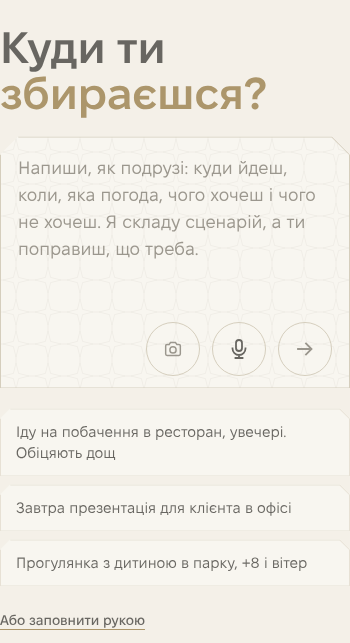 Куди ти
збираєшся?
Напиши, як подрузі: куди йдеш,
коли, яка погода, чого хочеш і чого
не хочеш. Я складу сценарій, а ти
поправиш, що треба.
Іду на побачення в ресторан, увечері.
Обіцяють дощ
Завтра презентація для клієнта в офісі
Прогулянка з дитиною в парку, +8 і вітер
Або заповнити рукою